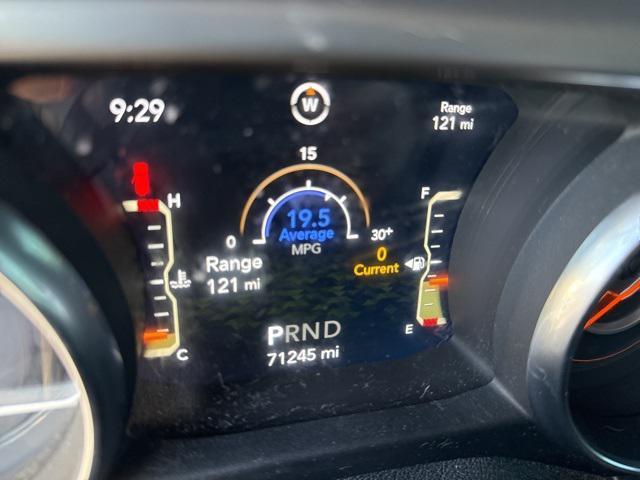 9:29
W
Range
121 mi
15
H
F
19.5
Average
MPG
0
30+
0
Current
Range
121 mi
E
C
PRND
71245 mi